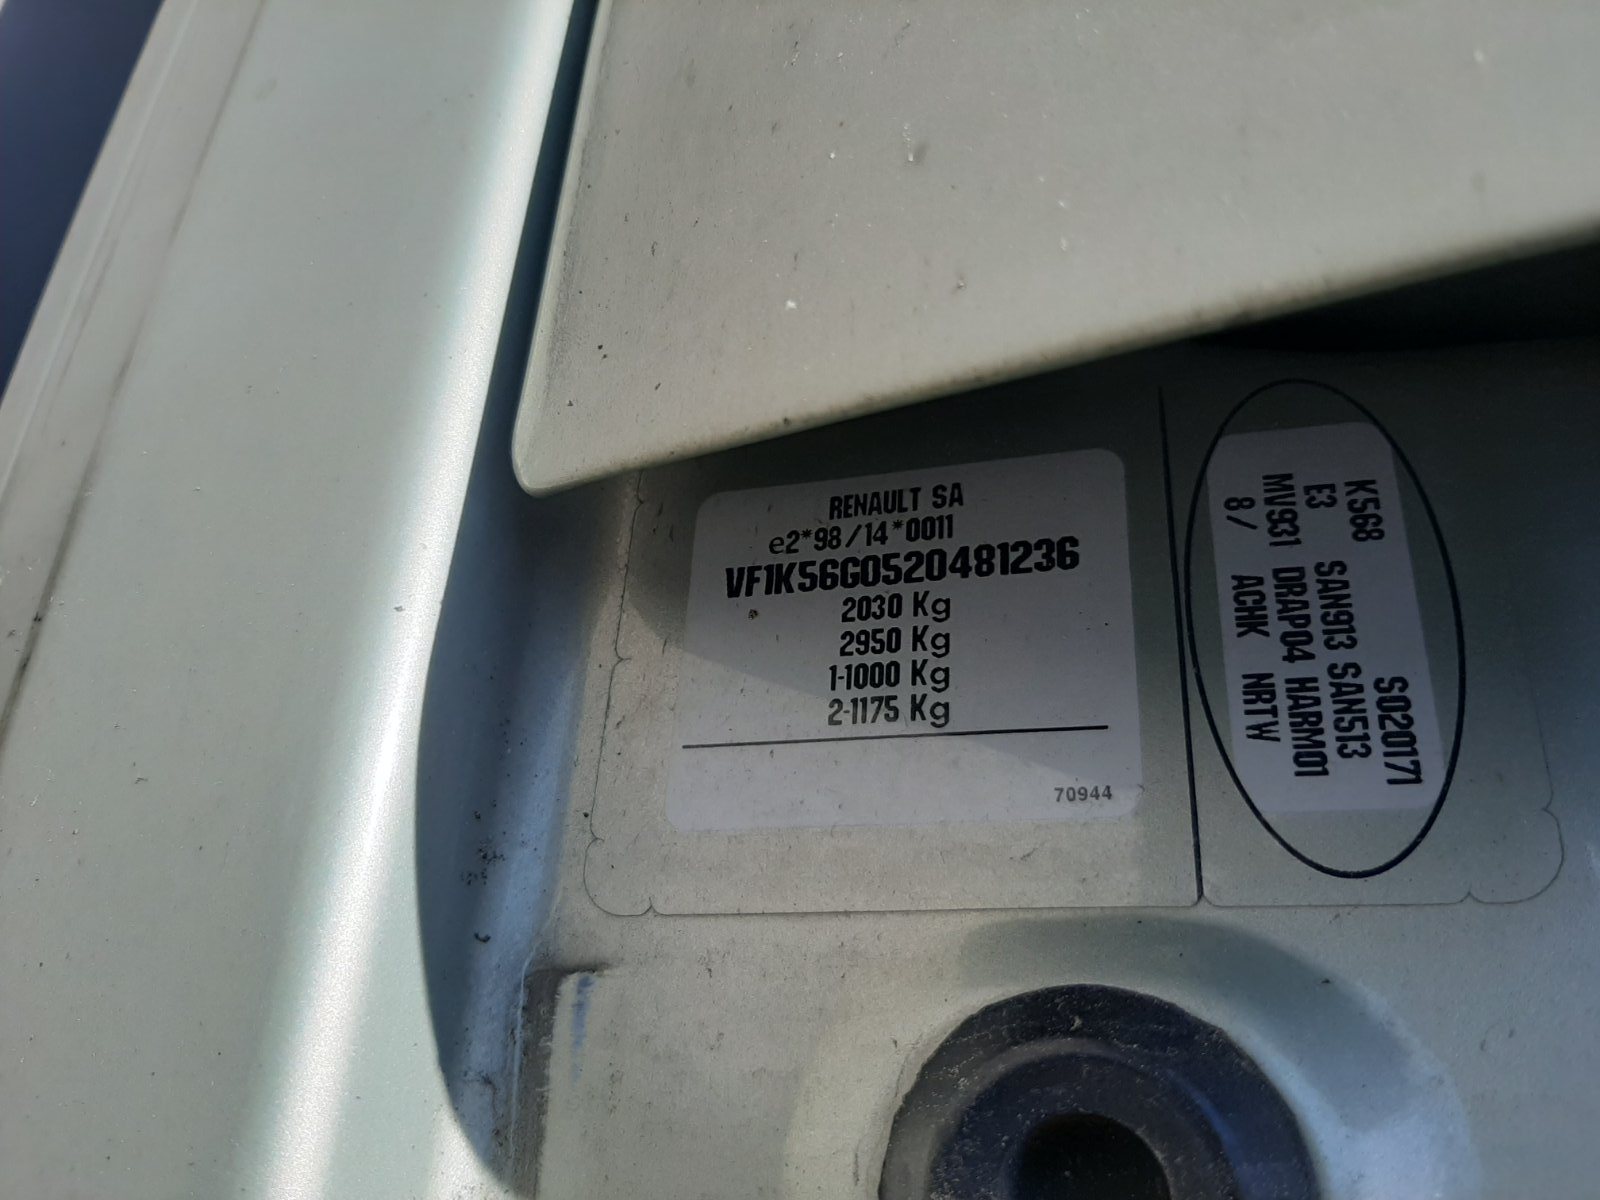 RENAULT SA
e2*98/14*0011
VF1K56G0520481236
2030 Kg
2950 Kg
1-1000 Kg
2-1175 Kg
70944
K568 S020171
E3 SAN913 SAN513
MV931 DRAP04 HARM01
8/ ACHK NRTW